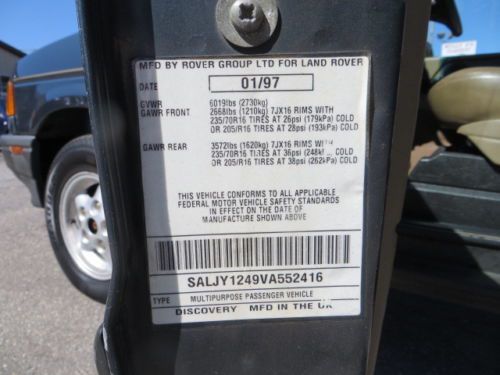 MFD BY ROVER GROUP LTD FOR LAND ROVER
DATE 01/97
GVWR 6019lbs (2730kg)
GAWR FRONT 2668lbs (1210kg) 7JX16 RIMS WITH
235/70R16 TIRES AT 26psi (179kPa) COLD
OR 205/R16 TIRES AT 28psi (193kPa) COLD
GAWR REAR 3572lbs (1620kg) 7JX16 RIMS WITH
235/70R16 TIRES AT 36psi (248k COLD
OR 205/R16 TIRES AT 38psi (262kPa) COLD
THIS VEHICLE CONFORMS TO ALL APPLICABLE
FEDERAL MOTOR VEHICLE SAFETY STANDARDS
IN EFFECT ON THE DATE OF
MANUFACTURE SHOWN ABOVE
SALJY1249VA552416
TYPE MULTIPURPOSE PASSENGER VEHICLE
DISCOVERY MFD IN THE UK